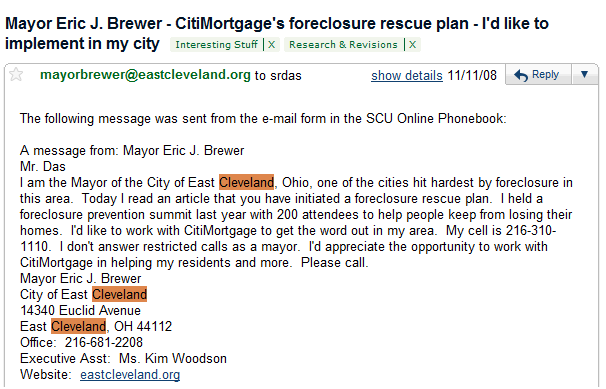 Mayor Eric J. Brewer - CitiMortgage's foreclosure rescue plan - I'd like to
implement in my city Interesting Stuff | X Research & Revisions | X
mayorbrewer@eastcleveland.org to srdas show details 11/11/08 Reply
The following message was sent from the e-mail form in the SCU Online Phonebook:
A message from: Mayor Eric J. Brewer
Mr. Das
I am the Mayor of the City of East Cleveland, Ohio, one of the cities hit hardest by foreclosure in
this area. Today I read an article that you have initiated a foreclosure rescue plan. I held a
foreclosure prevention summit last year with 200 attendees to help people keep from losing their
homes. I'd like to work with CitiMortgage to get the word out in my area. My cell is 216-310-
1110. I don't answer restricted calls as a mayor. I'd appreciate the opportunity to work with
CitiMortgage in helping my residents and more. Please call.
Mayor Eric J. Brewer
City of East Cleveland
14340 Euclid Avenue
East Cleveland, OH 44112
Office: 216-681-2208
Executive Asst: Ms. Kim Woodson
Website: eastcleveland.org